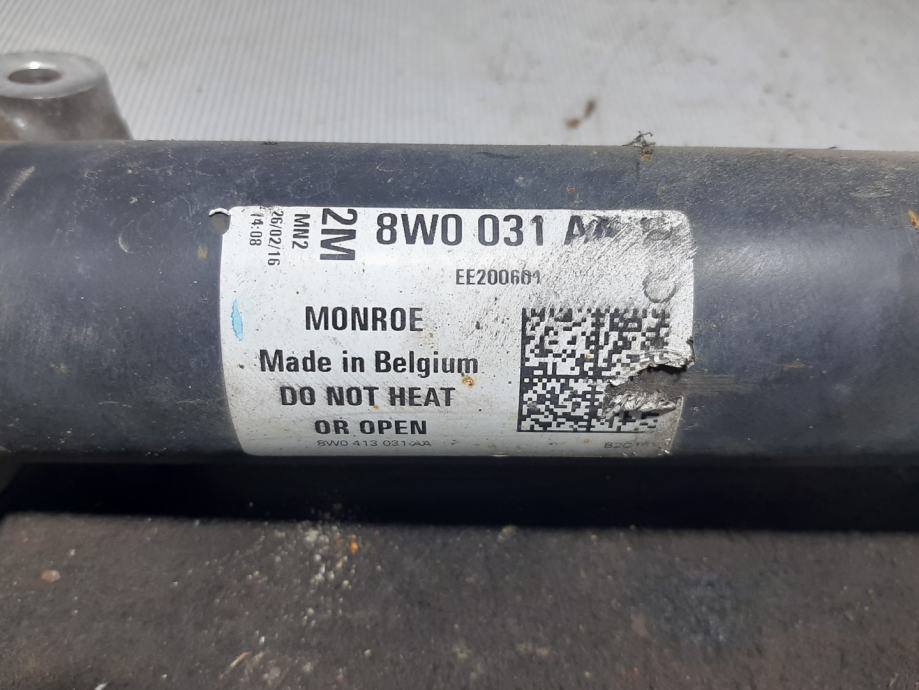 26/02/16
14:08
MN2
2M
8W0 031 AA
EE200601
MONROE
Made in Belgium
DO NOT HEAT
OR OPEN
8W0 413 031 AA